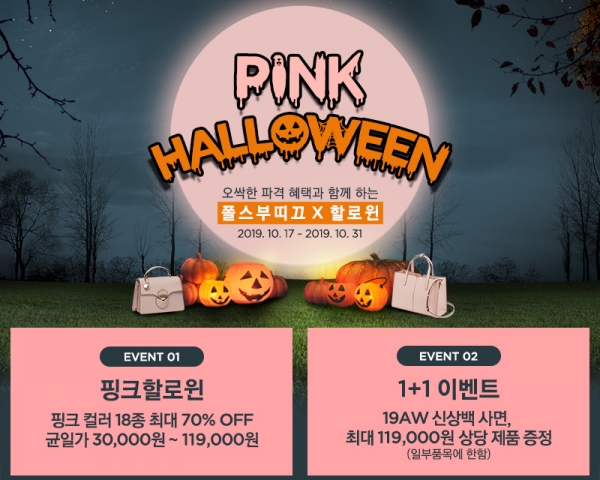 PINK
HALLOWEEN
오싹한 파격 혜택과 함께 하는
폴스부띠끄 X 할로윈
2019. 10. 17 - 2019. 10. 31
EVENT 01
핑크할로윈
핑크 컬러 18종 최대 70% OFF
균일가 30,000원 ~ 119,000원
EVENT 02
1+1 이벤트
19AW 신상백 사면,
최대 119,000원 상당 제품 증정
(일부품목에 한함)